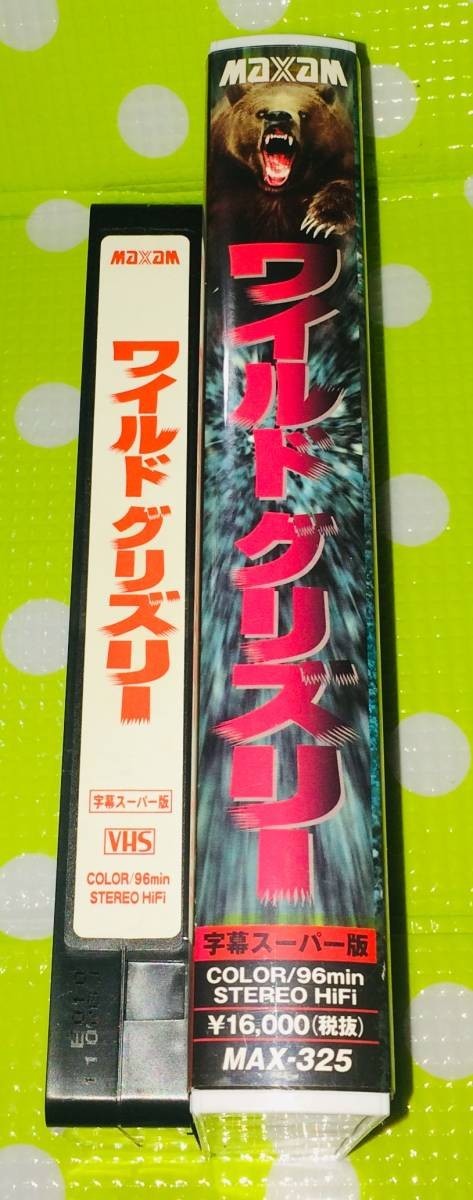 MAXAM
ワイルドグリズリー
字幕スーパー版
VHS
COLOR/96min
STEREO HiFi
MAXAM
ワイルドグリズリー
字幕スーパー版
COLOR/96min
STEREO HiFi
¥16,000(税抜)
MAX-325